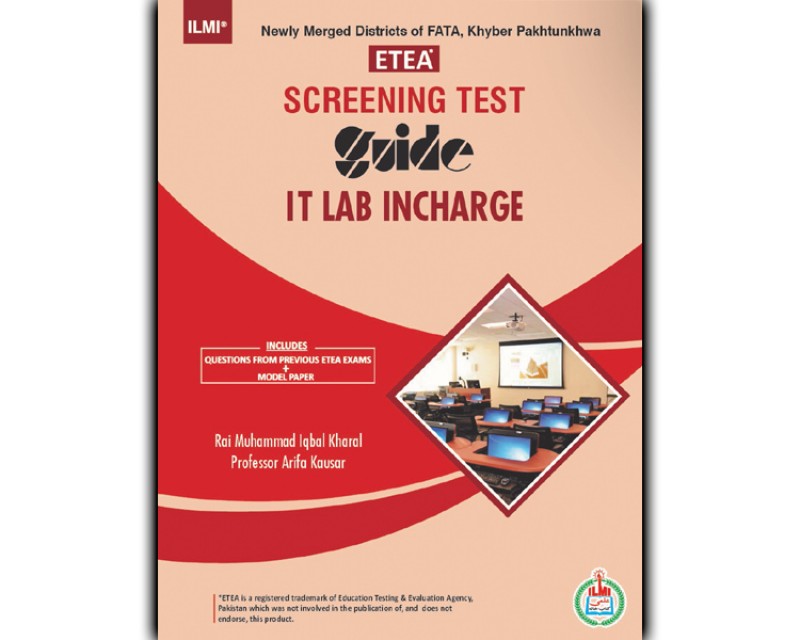 ILMI®
Newly Merged Districts of FATA, Khyber Pakhtunkhwa
ETEA*
SCREENING TEST
guide
IT LAB INCHARGE
INCLUDES
QUESTIONS FROM PREVIOUS ETEA EXAMS
+
MODEL PAPER
Rai Muhammad Iqbal Kharal
Professor Arifa Kausar
*ETEA is a registered trademark of Education Testing & Evaluation Agency,
Pakistan which was not involved in the publication of, and does not
endorse, this product.
ILMI